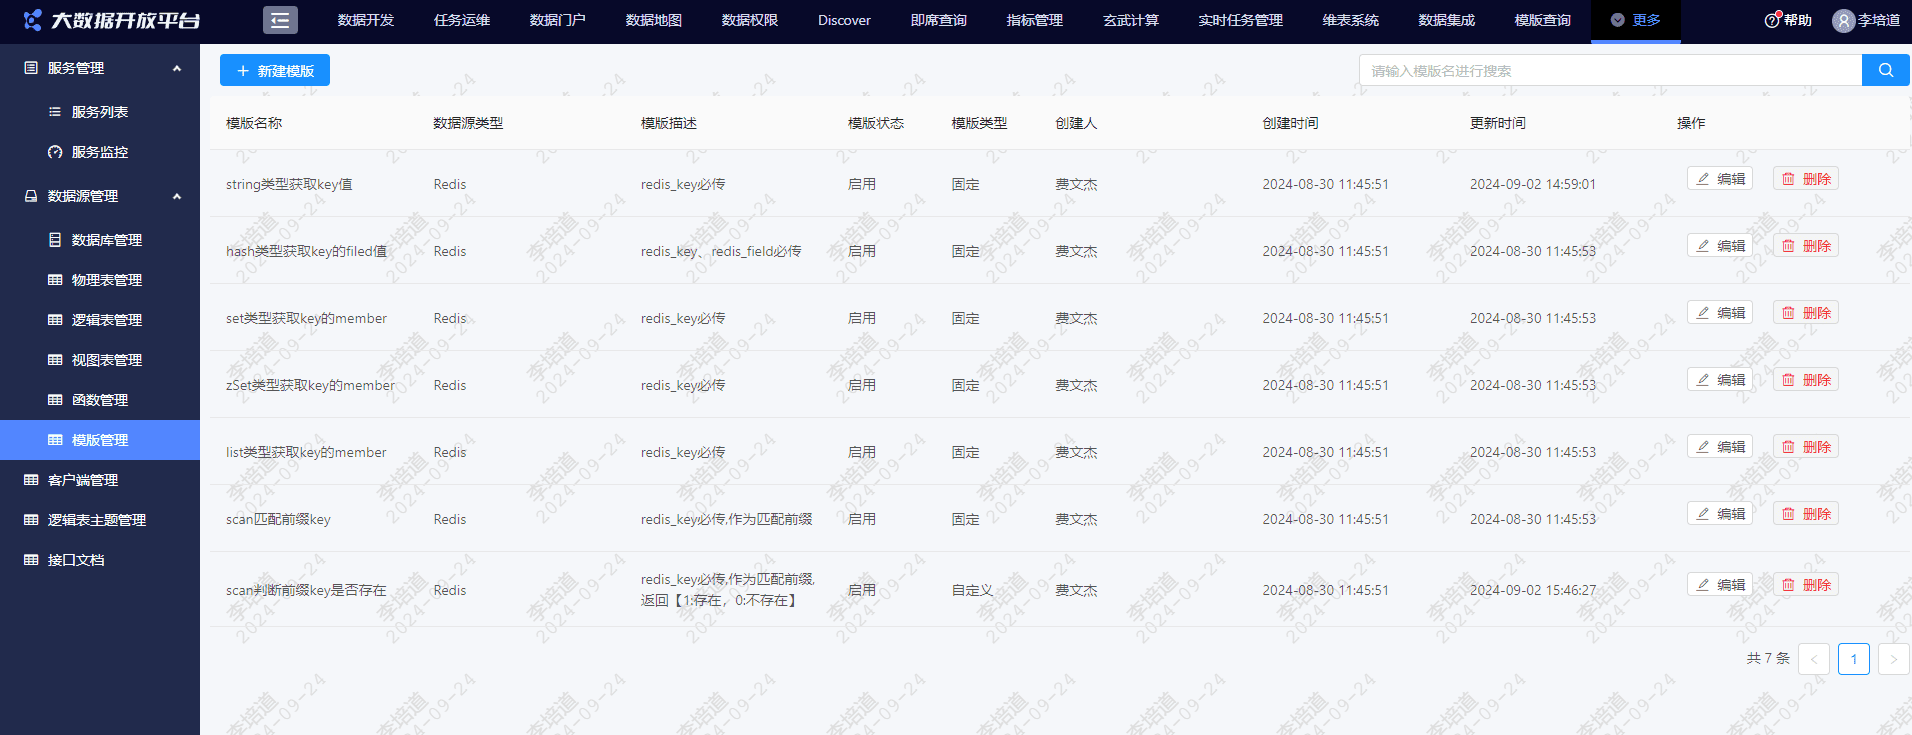 大数据开放平台 数据开发 任务运维 数据门户 数据地图 数据权限 Discover 即席查询 指标管理 玄武计算 实时任务管理 维表系统 数据集成 模版查询 更多 帮助 李培道
服务管理
服务列表
服务监控
数据源管理
数据库管理
物理表管理
逻辑表管理
视图表管理
函数管理
模版管理
客户端管理
逻辑表主题管理
接口文档
新建模版 请输入模版名进行搜索
模版名称 数据源类型 模版描述 模版状态 模版类型 创建人 创建时间 更新时间 操作
string类型获取key值 Redis redis_key必传 启用 固定 费文杰 2024-08-30 11:45:51 2024-09-02 14:59:01 编辑 删除
hash类型获取key的filed值 Redis redis_key、redis_field必传 启用 固定 费文杰 2024-08-30 11:45:51 2024-08-30 11:45:53 编辑 删除
set类型获取key的member Redis redis_key必传 启用 固定 费文杰 2024-08-30 11:45:51 2024-08-30 11:45:53 编辑 删除
zSet类型获取key的member Redis redis_key必传 启用 固定 费文杰 2024-08-30 11:45:51 2024-08-30 11:45:53 编辑 删除
list类型获取key的member Redis redis_key必传 启用 固定 费文杰 2024-08-30 11:45:51 2024-08-30 11:45:53 编辑 删除
scan匹配前缀key Redis redis_key必传,作为匹配前缀 启用 固定 费文杰 2024-08-30 11:45:51 2024-08-30 11:45:53 编辑 删除
scan判断前缀key是否存在 Redis redis_key必传,作为匹配前缀, 启用 自定义 费文杰 2024-08-30 11:45:51 2024-09-02 15:46:27 编辑 删除
返回【1:存在，0:不存在】
共 7 条 < 1 >
李培道
2024-09-24